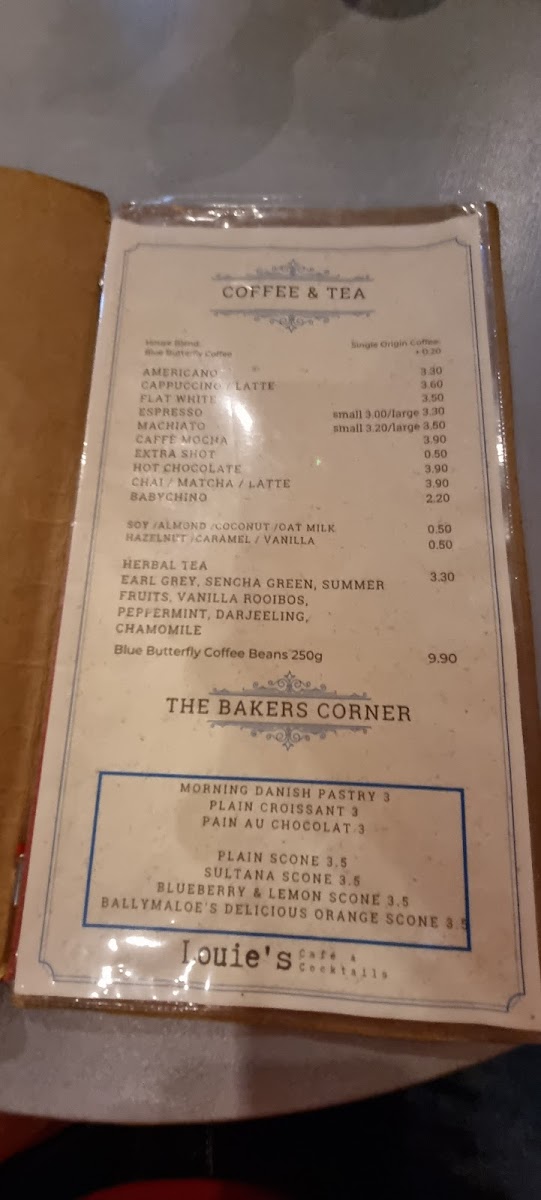 COFFEE & TEA
House Blend: Single Origin Coffee:
Blue Butterfly Coffee + 0.20
AMERICANO 3.30
CAPPUCCINO / LATTE 3.60
FLAT WHITE 3.50
ESPRESSO small 3.00/large 3.30
MACHIATO small 3.20/large 3.50
CAFFÈ MOCHA 3.90
EXTRA SHOT 0.50
HOT CHOCOLATE 3.90
CHAI / MATCHA / LATTE 3.90
BABYCHINO 2.20
SOY /ALMOND /COCONUT /OAT MILK 0.50
HAZELNUT /CARAMEL / VANILLA 0.50
HERBAL TEA
EARL GREY, SENCHA GREEN, SUMMER 3.30
FRUITS, VANILLA ROOIBOS,
PEPPERMINT, DARJEELING,
CHAMOMILE
Blue Butterfly Coffee Beans 250g 9.90
THE BAKERS CORNER
MORNING DANISH PASTRY 3
PLAIN CROISSANT 3
PAIN AU CHOCOLAT 3
PLAIN SCONE 3.5
SULTANA SCONE 3.5
BLUEBERRY & LEMON SCONE 3.5
BALLYMALOE'S DELICIOUS ORANGE SCONE 3.5
Louie's Café &
Cocktails